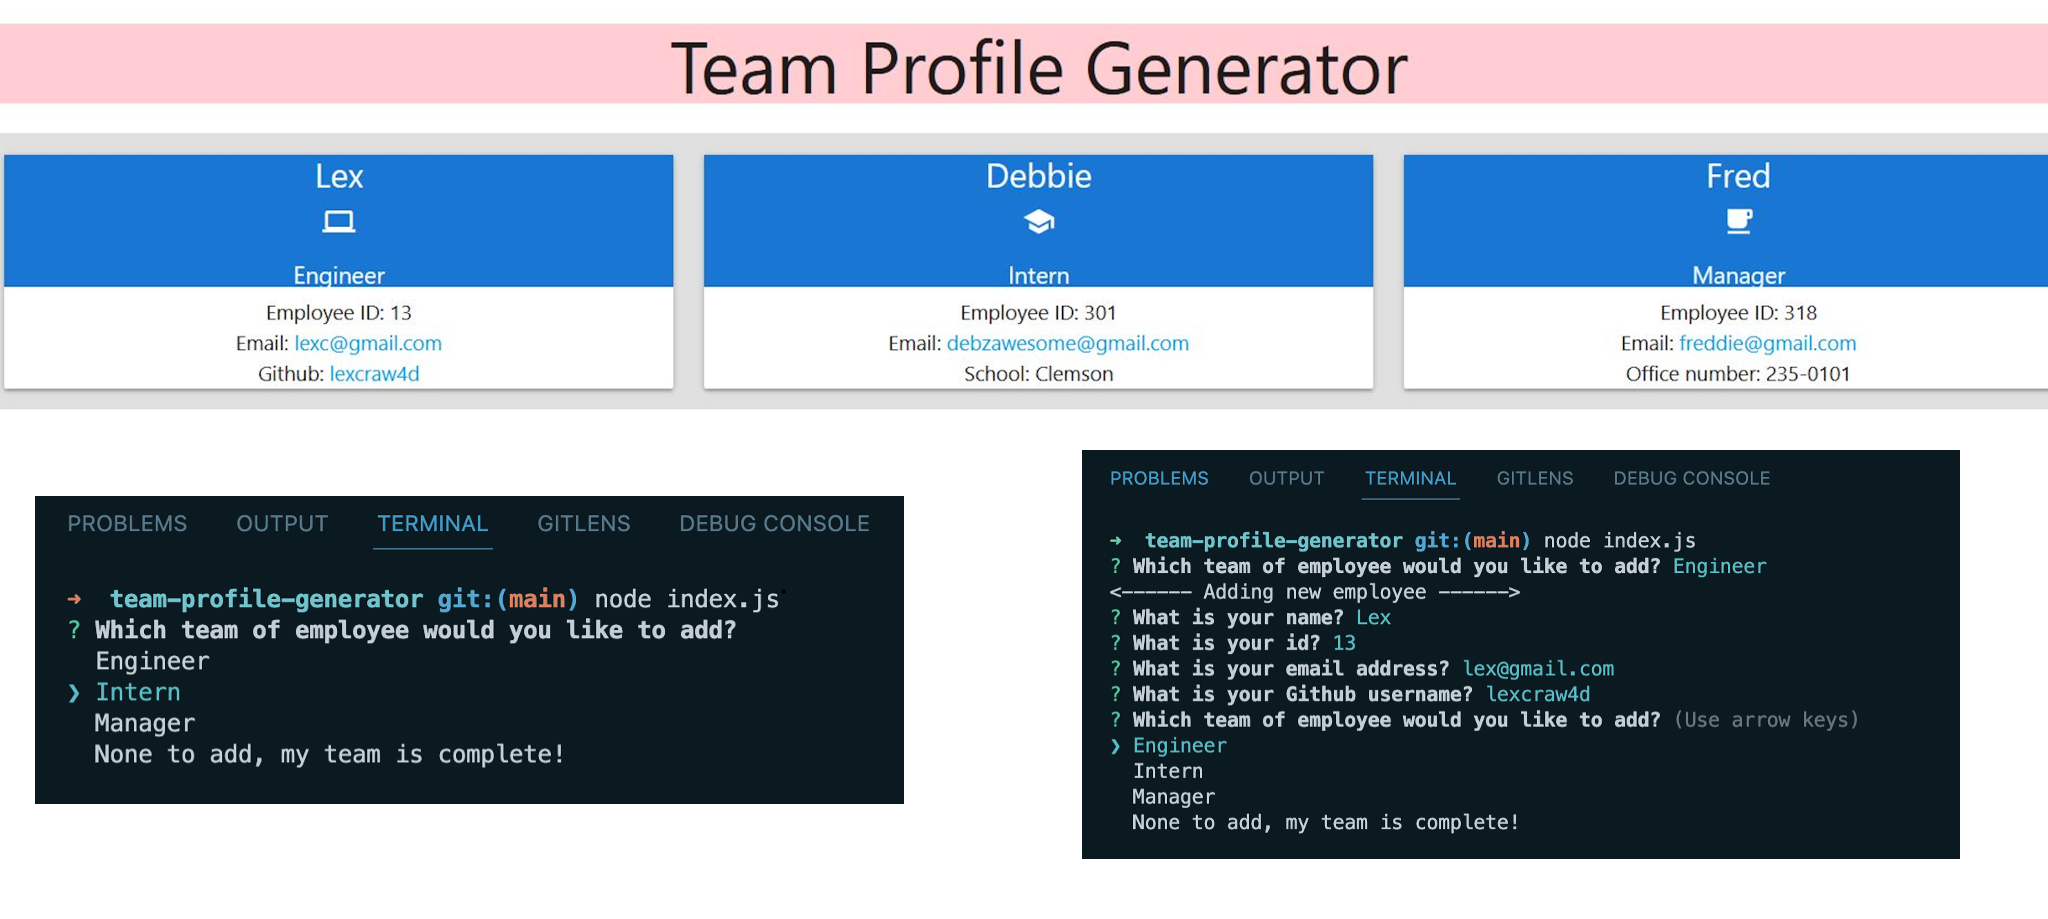 Team Profile Generator
Lex
Engineer
Employee ID: 13
Email: lexc@gmail.com
Github: lexcraw4d
Debbie
Intern
Employee ID: 301
Email: debzawesome@gmail.com
School: Clemson
Fred
Manager
Employee ID: 318
Email: freddie@gmail.com
Office number: 235-0101
PROBLEMS OUTPUT TERMINAL GITLENS DEBUG CONSOLE
➜ team-profile-generator git:(main) node index.js
? Which team of employee would you like to add?
Engineer
❯ Intern
Manager
None to add, my team is complete!
PROBLEMS OUTPUT TERMINAL GITLENS DEBUG CONSOLE
➜ team-profile-generator git:(main) node index.js
? Which team of employee would you like to add? Engineer
<------ Adding new employee ------>
? What is your name? Lex
? What is your id? 13
? What is your email address? lex@gmail.com
? What is your Github username? lexcraw4d
? Which team of employee would you like to add? (Use arrow keys)
❯ Engineer
Intern
Manager
None to add, my team is complete!